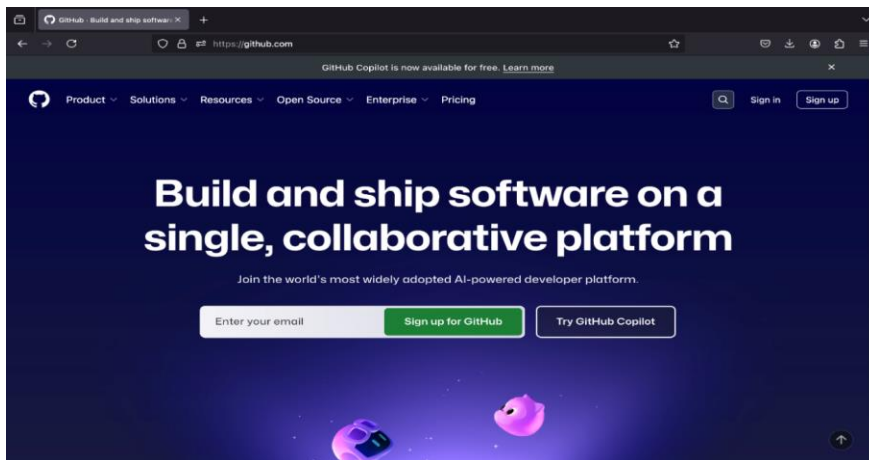 GitHub · Build and ship softwar
https://github.com
GitHub Copilot is now available for free. Learn more
Product Solutions Resources Open Source Enterprise Pricing Sign in Sign up
Build and ship software on a
single, collaborative platform
Join the world's most widely adopted AI-powered developer platform.
Enter your email Sign up for GitHub Try GitHub Copilot